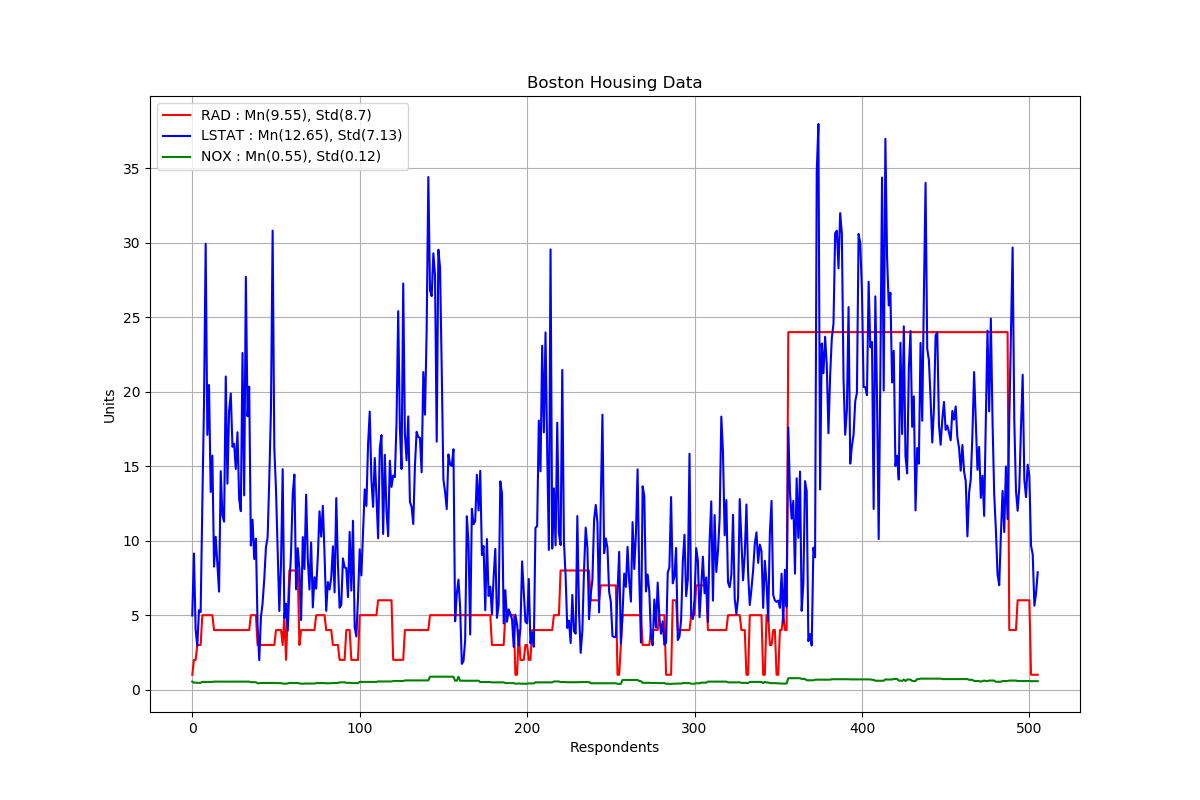 Boston Housing Data
RAD : Mn(9.55), Std(8.7)
LSTAT : Mn(12.65), Std(7.13)
NOX : Mn(0.55), Std(0.12)
35
30
25
20
15
10
5
0
Units
0 100 200 300 400 500
Respondents